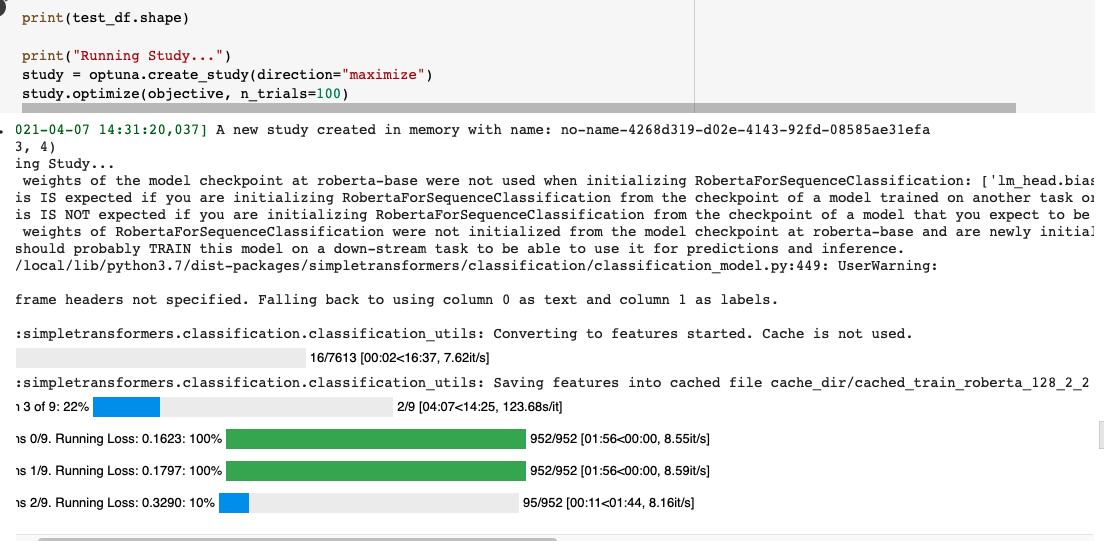 print(test_df.shape)
print("Running Study...")
study = optuna.create_study(direction="maximize")
study.optimize(objective, n_trials=100)
021-04-07 14:31:20,037] A new study created in memory with name: no-name-4268d319-d02e-4143-92fd-08585ae31efa
3, 4)
ing Study...
weights of the model checkpoint at roberta-base were not used when initializing RobertaForSequenceClassification: ['lm_head.bias
is IS expected if you are initializing RobertaForSequenceClassification from the checkpoint of a model trained on another task or
is IS NOT expected if you are initializing RobertaForSequenceClassification from the checkpoint of a model that you expect to be
weights of RobertaForSequenceClassification were not initialized from the model checkpoint at roberta-base and are newly initial
should probably TRAIN this model on a down-stream task to be able to use it for predictions and inference.
/local/lib/python3.7/dist-packages/simpletransformers/classification/classification_model.py:449: UserWarning:
frame headers not specified. Falling back to using column 0 as text and column 1 as labels.
:simpletransformers.classification.classification_utils: Converting to features started. Cache is not used.
16/7613 [00:02<16:37, 7.62it/s]
:simpletransformers.classification.classification_utils: Saving features into cached file cache_dir/cached_train_roberta_128_2_2
3 of 9: 22% 2/9 [04:07<14:25, 123.68s/it]
ns 0/9. Running Loss: 0.1623: 100% 952/952 [01:56<00:00, 8.55it/s]
ns 1/9. Running Loss: 0.1797: 100% 952/952 [01:56<00:00, 8.59it/s]
ns 2/9. Running Loss: 0.3290: 10% 95/952 [00:11<01:44, 8.16it/s]